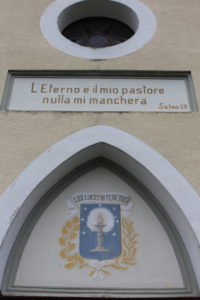 L Eterno è il mio pastore
nulla mi mancherà
Salmo 23
LUX LUCET IN TENEBRIS